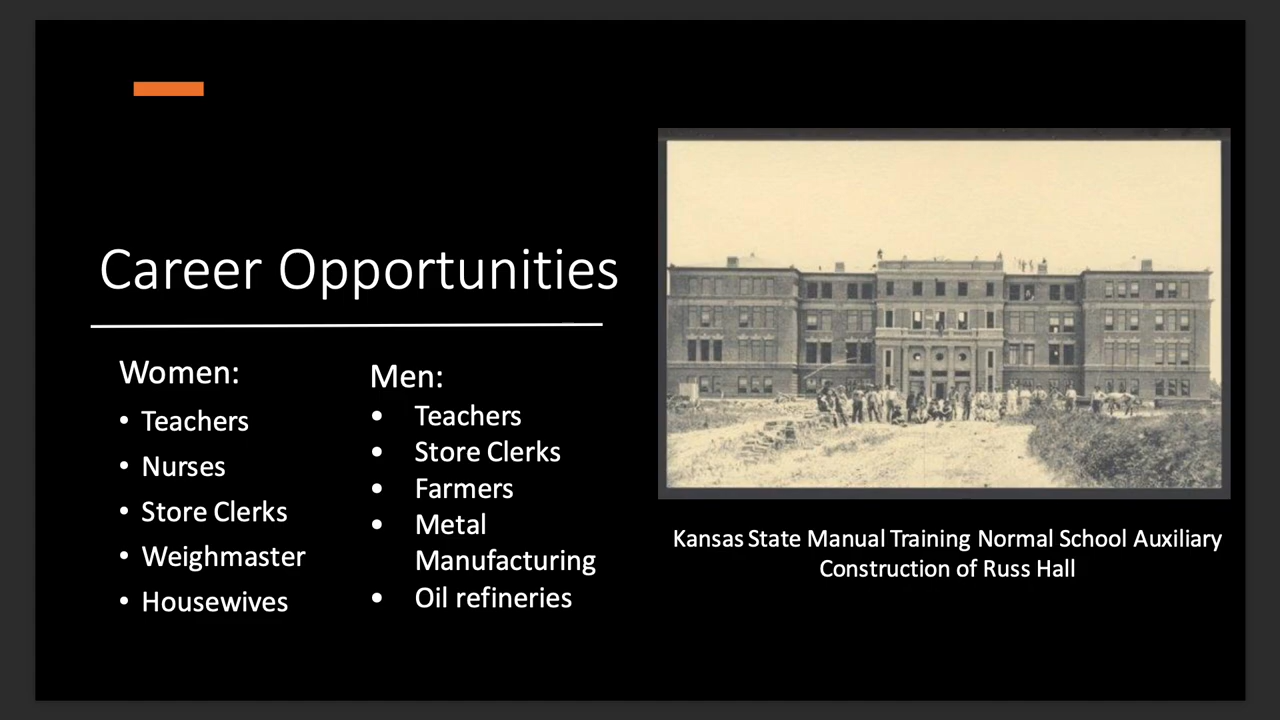 Career Opportunities
Women:
• Teachers
• Nurses
• Store Clerks
• Weighmaster
• Housewives
Men:
• Teachers
• Store Clerks
• Farmers
• Metal
Manufacturing
• Oil refineries
Kansas State Manual Training Normal School Auxiliary
Construction of Russ Hall